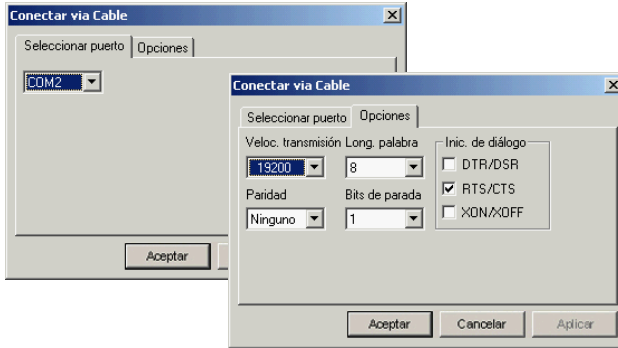 Conectar via Cable
Seleccionar puerto Opciones
COM2
Aceptar
Conectar via Cable
Seleccionar puerto Opciones
Veloc. transmisión Long. palabra Inic. de diálogo
19200 8 DTR/DSR
RTS/CTS
Paridad Bits de parada
Ninguno 1 XON/XOFF
Aceptar Cancelar Aplicar